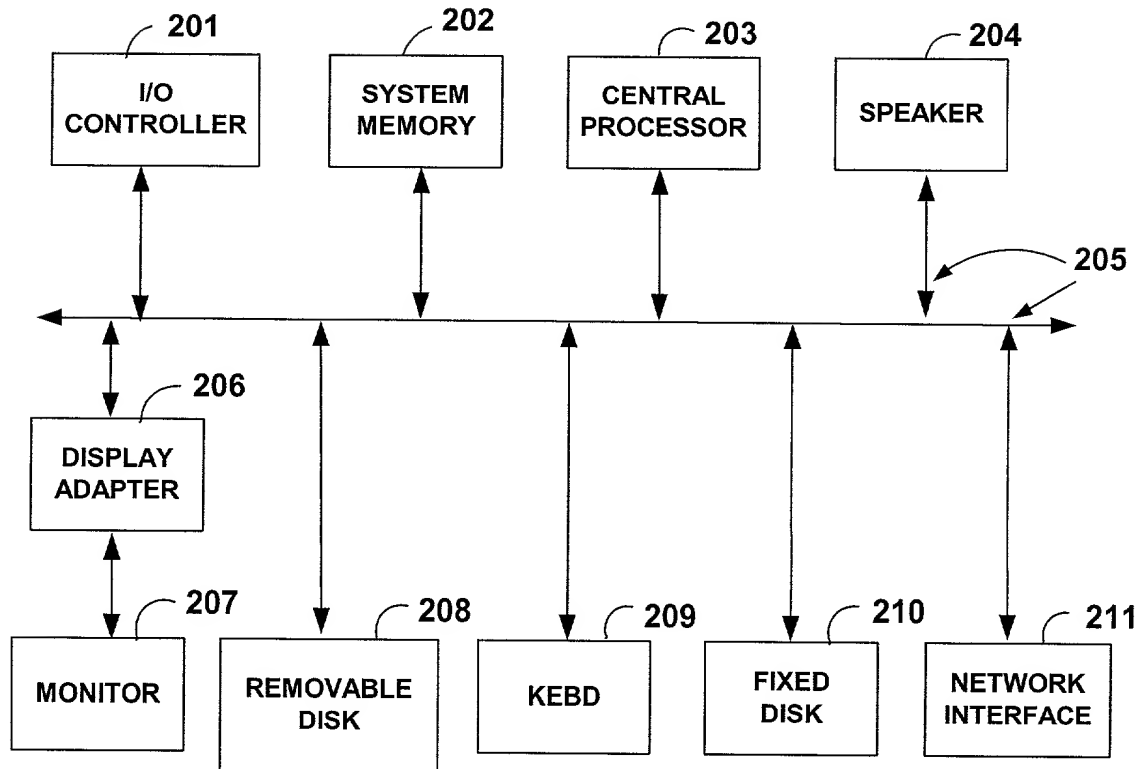 201
202
203
204
I/O
CONTROLLER
SYSTEM
MEMORY
CENTRAL
PROCESSOR
SPEAKER
205
206
DISPLAY
ADAPTER
207
208
209
210
211
MONITOR
REMOVABLE
DISK
KEBD
FIXED
DISK
NETWORK
INTERFACE